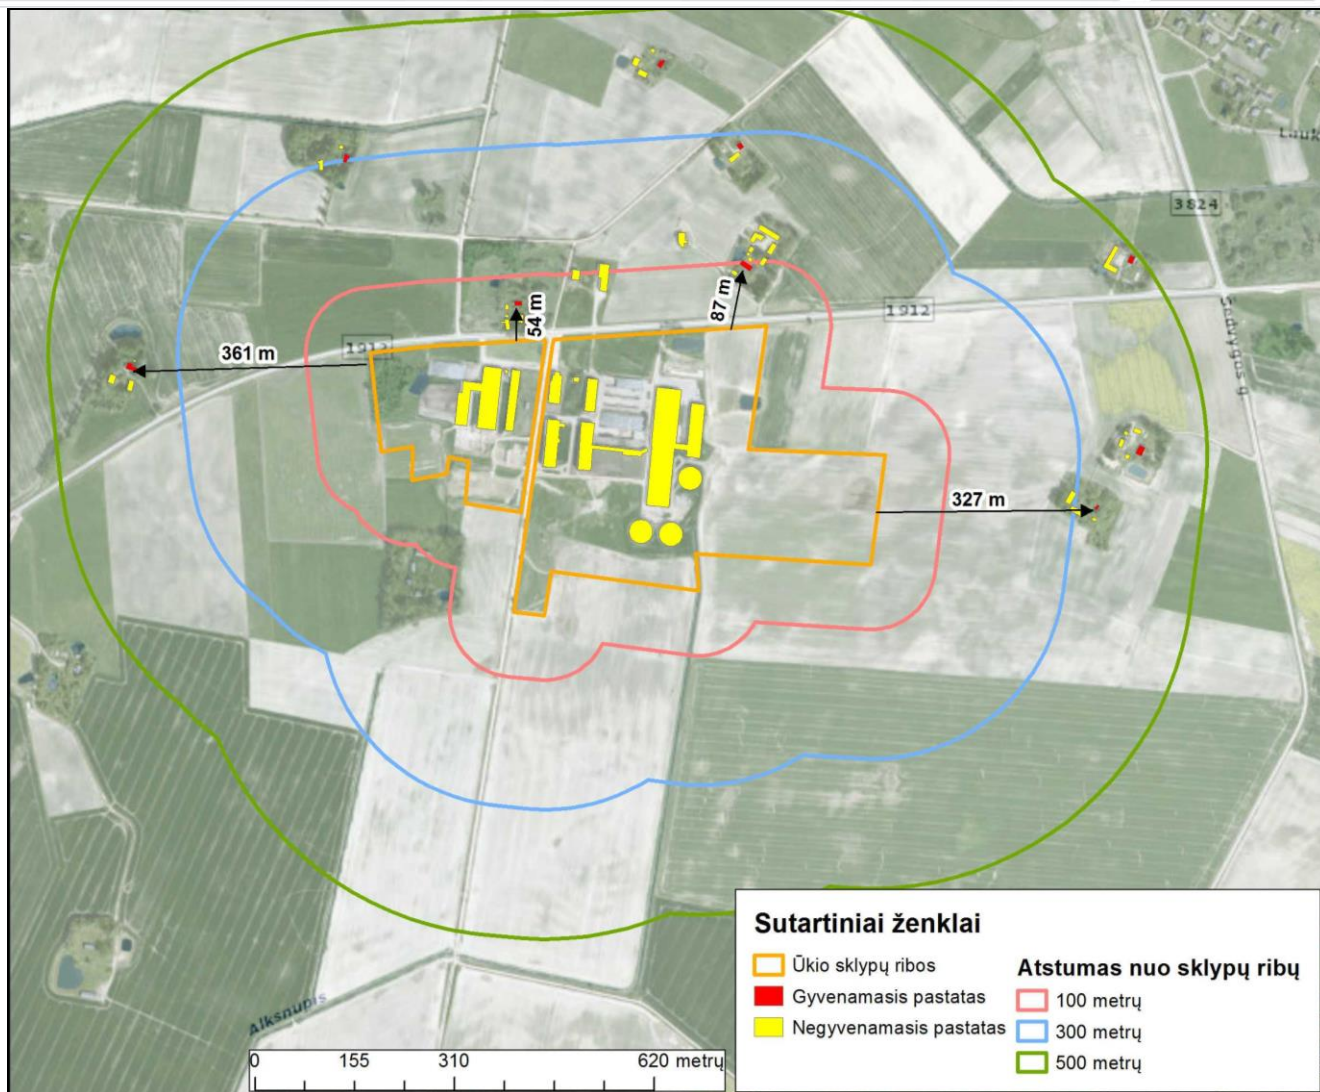 Lauk
3824
1912
1912
54 m
87 m
361 m
327 m
Alksnupis
Sutartiniai ženklai
Ūkio sklypų ribos
Gyvenamasis pastatas
Negyvenamasis pastatas
Atstumas nuo sklypų ribų
100 metrų
300 metrų
500 metrų
0 155 310 620 metrų